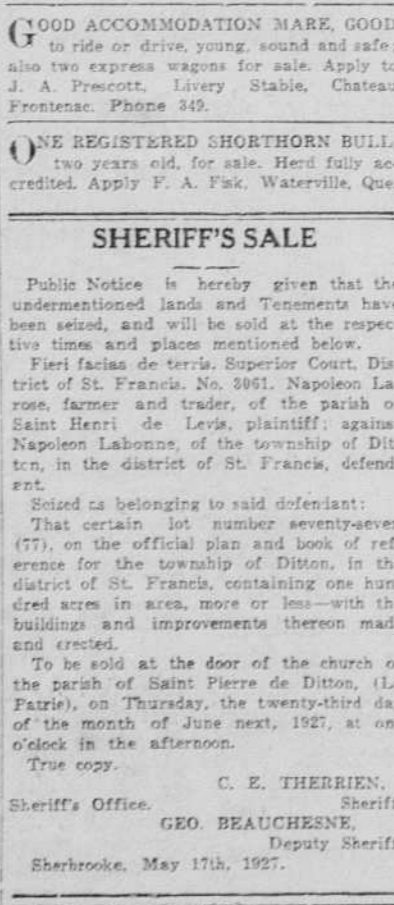 GOOD ACCOMMODATION MARE, GOOD
to ride or drive, young, sound and safe;
also two express wagons for sale. Apply to
J. A. Prescott, Livery Stable, Chateau
Frontenac. Phone 349.
ONE REGISTERED SHORTHORN BULL
two years old, for sale. Herd fully ac
credited. Apply F. A. Fisk, Waterville, Que
SHERIFF'S SALE
Public Notice is hereby given that the
undermentioned lands and Tenements have
been seized, and will be sold at the respec
tive times and places mentioned below.
Fieri facias de terris. Superior Court, Dis
trict of St. Francis. No. 3061. Napoleon La
rose, farmer and trader, of the parish o
Saint Henri de Levis, plaintiff; agains
Napoleon Labonne, of the township of Dit
ton, in the district of St. Francis, defend
ant.
Seized as belonging to said defendant:
That certain lot number seventy-seven
(77), on the official plan and book of ref
erence for the township of Ditton, in th
district of St. Francis, containing one hun
dred acres in area, more or less—with th
buildings and improvements thereon mad
and erected.
To be sold at the door of the church o
the parish of Saint Pierre de Ditton, (L
Patrie), on Thursday, the twenty-third da
of the month of June next, 1927, at on
o'clock in the afternoon.
True copy.
C. E. THERRIEN,
Sheriff's Office. Sheriff
GEO. BEAUCHESNE,
Deputy Sheriff
Sherbrooke, May 17th, 1927.